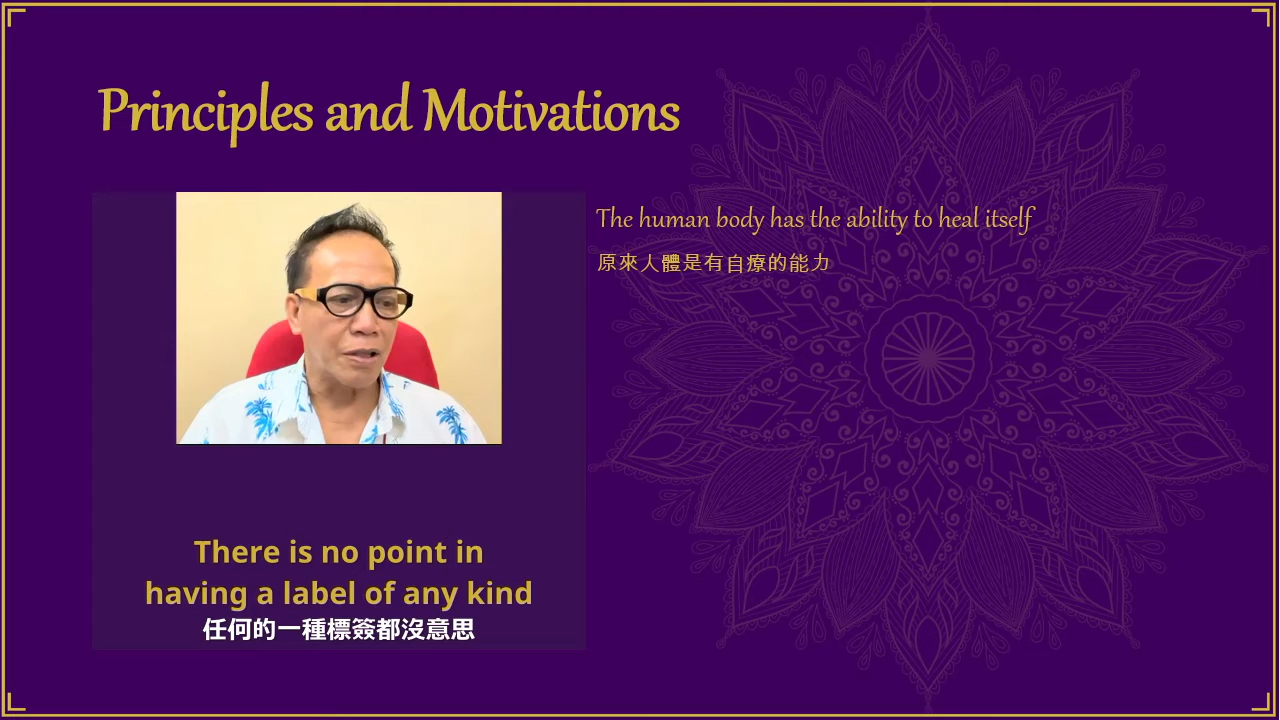 Principles and Motivations
The human body has the ability to heal itself
原來人體是有自療的能力
There is no point in
having a label of any kind
任何的一種標簽都沒意思